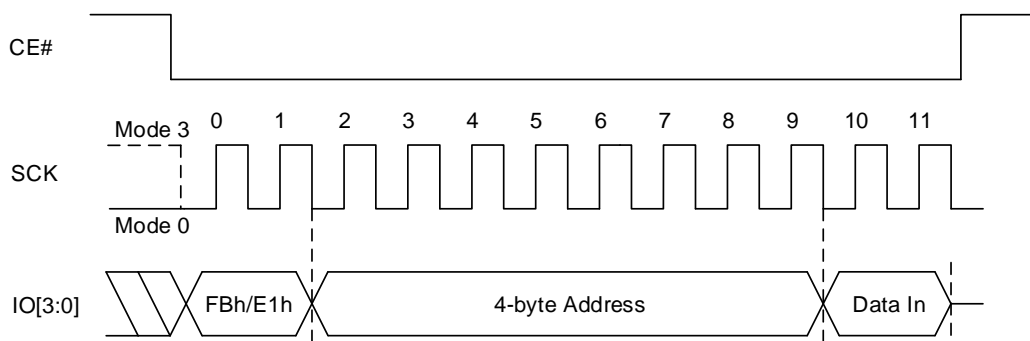 CE#
Mode 3 0 1 2 3 4 5 6 7 8 9 10 11
SCK
Mode 0
IO[3:0] FBh/E1h 4-byte Address Data In